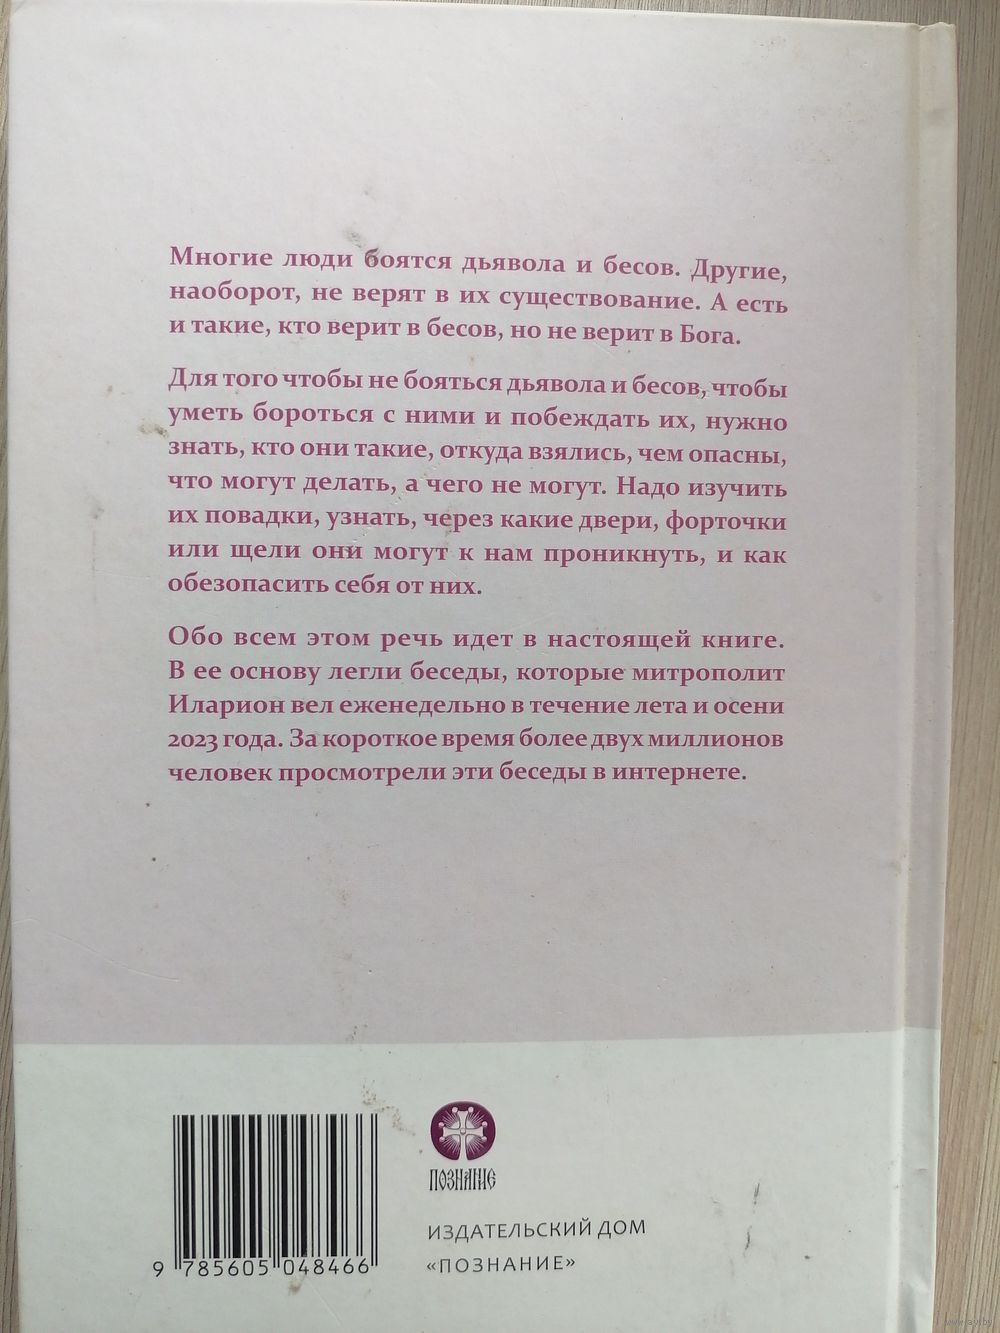 Многие люди боятся дьявола и бесов. Другие,
наоборот, не верят в их существование. А есть
и такие, кто верит в бесов, но не верит в Бога.
Для того чтобы не бояться дьявола и бесов, чтобы
уметь бороться с ними и побеждать их, нужно
знать, кто они такие, откуда взялись, чем опасны,
что могут делать, а чего не могут. Надо изучить
их повадки, узнать, через какие двери, форточки
или щели они могут к нам проникнуть, и как
обезопасить себя от них.
Обо всем этом речь идет в настоящей книге.
В ее основу легли беседы, которые митрополит
Иларион вел еженедельно в течение лета и осени
2023 года. За короткое время более двух миллионов
человек просмотрели эти беседы в интернете.
ПОЗНАНИЕ
ИЗДАТЕЛЬСКИЙ ДОМ
«ПОЗНАНИЕ»
9 785605 048466
www.ay.by